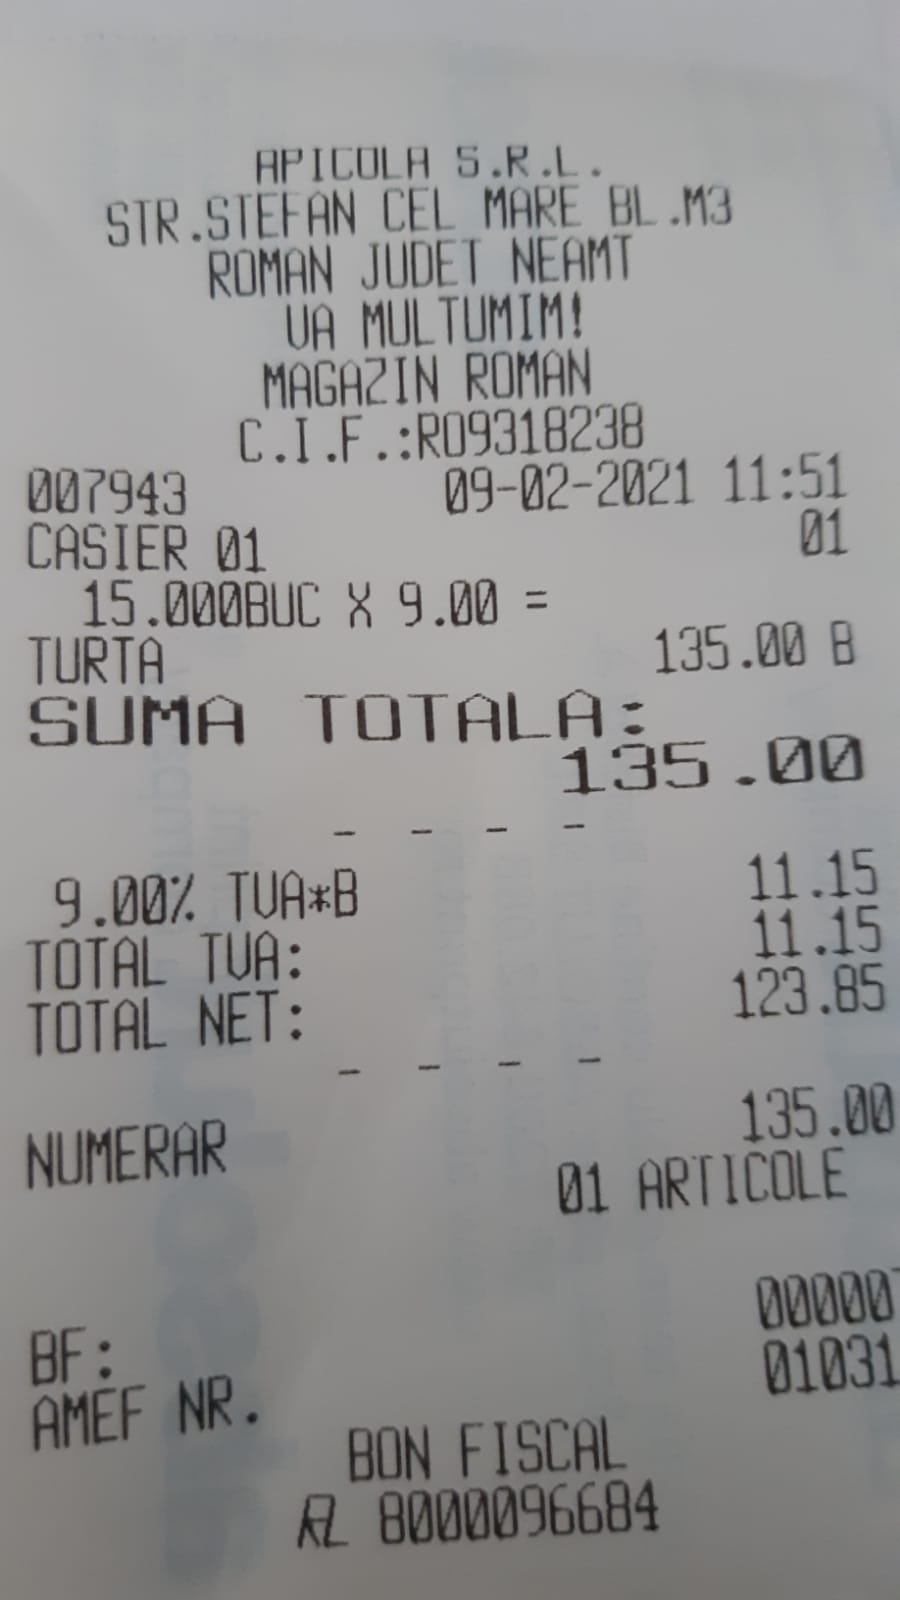 APICOLA S.R.L.
STR.STEFAN CEL MARE BL.M3
ROMAN JUDET NEAMT
VA MULTUMIM!
MAGAZIN ROMAN
C.I.F.:RO9318238
007943 09-02-2021 11:51
CASIER 01 01
15.000BUC X 9.00 =
TURTA 135.00 B
SUMA TOTALA:
135.00
- - - -
9.00% TVA*B 11.15
TOTAL TVA: 11.15
TOTAL NET: 123.85
- - - -
NUMERAR 135.00
01 ARTICOLE
BF: 00000
AMEF NR. 01031
BON FISCAL
8000096684